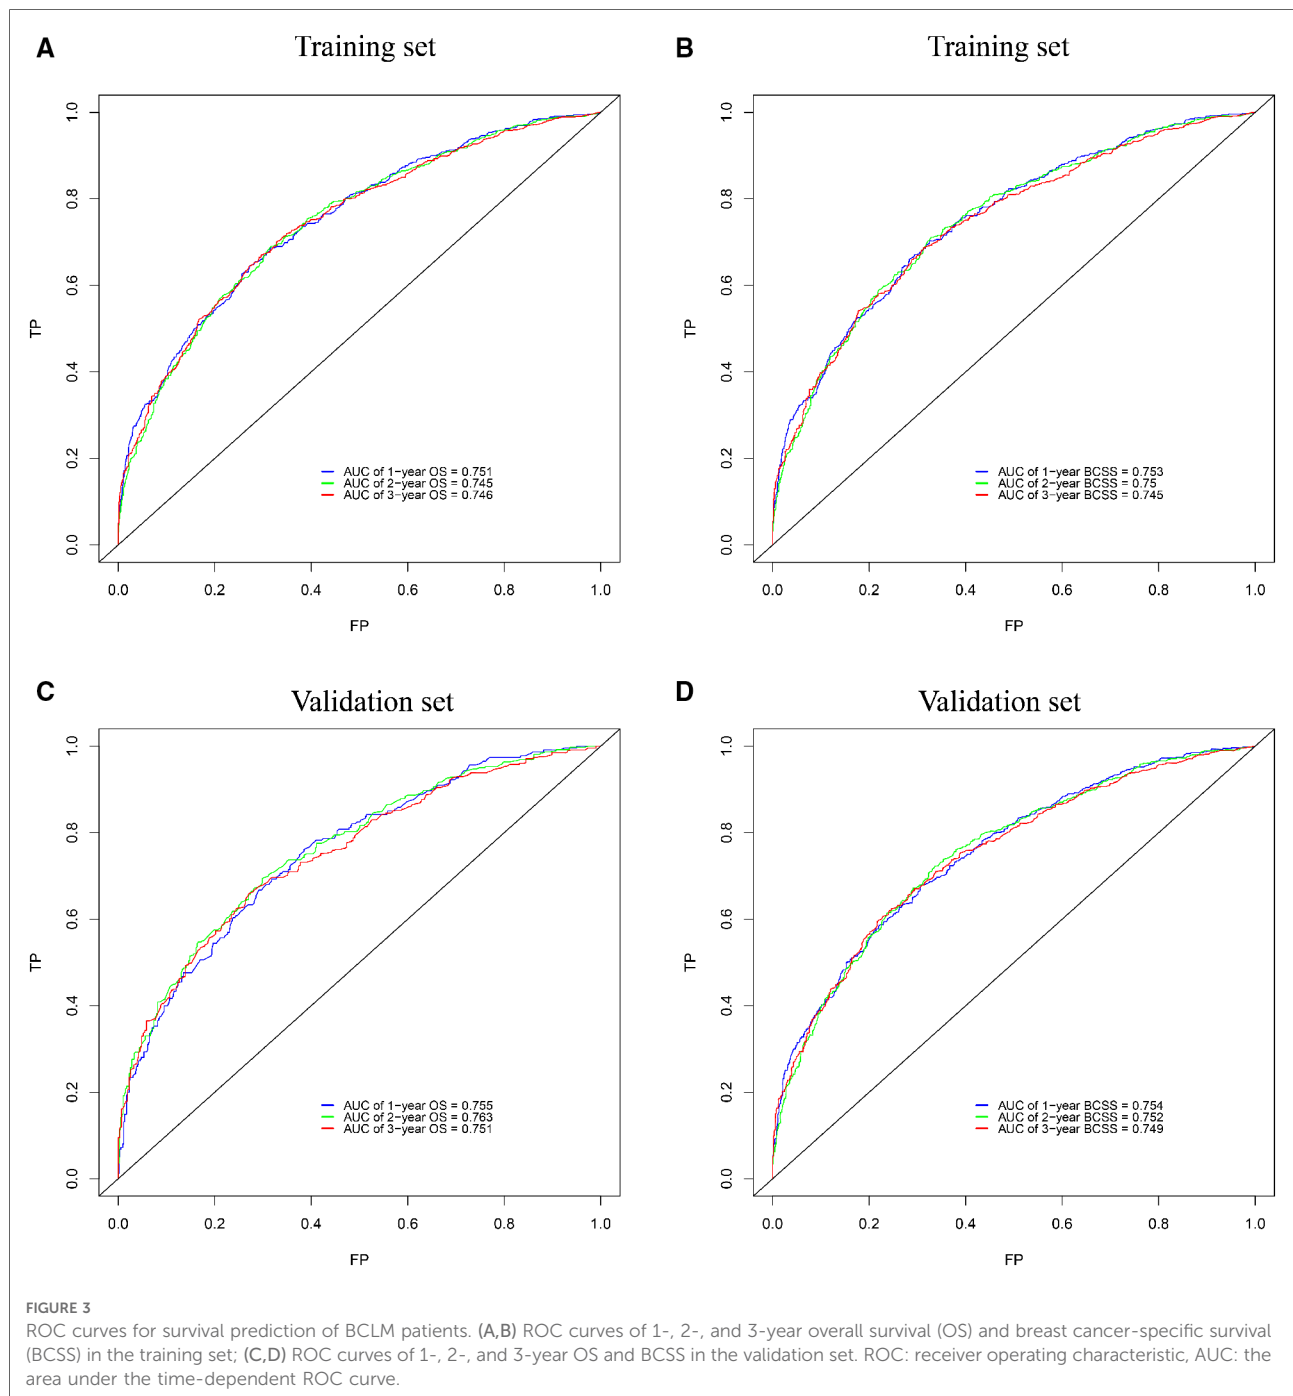 A
Training set
TP
1.0
0.8
0.6
0.4
0.2
0.0
AUC of 1-year OS = 0.751
AUC of 2-year OS = 0.745
AUC of 3-year OS = 0.746
0.0 0.2 0.4 0.6 0.8 1.0
FP
B
Training set
TP
1.0
0.8
0.6
0.4
0.2
0.0
AUC of 1-year BCSS = 0.753
AUC of 2-year BCSS = 0.75
AUC of 3-year BCSS = 0.745
0.0 0.2 0.4 0.6 0.8 1.0
FP
C
Validation set
TP
1.0
0.8
0.6
0.4
0.2
0.0
AUC of 1-year OS = 0.755
AUC of 2-year OS = 0.763
AUC of 3-year OS = 0.751
0.0 0.2 0.4 0.6 0.8 1.0
FP
D
Validation set
TP
1.0
0.8
0.6
0.4
0.2
0.0
AUC of 1-year BCSS = 0.754
AUC of 2-year BCSS = 0.752
AUC of 3-year BCSS = 0.749
0.0 0.2 0.4 0.6 0.8 1.0
FP
FIGURE 3
ROC curves for survival prediction of BCLM patients. (A,B) ROC curves of 1-, 2-, and 3-year overall survival (OS) and breast cancer-specific survival
(BCSS) in the training set; (C,D) ROC curves of 1-, 2-, and 3-year OS and BCSS in the validation set. ROC: receiver operating characteristic, AUC: the
area under the time-dependent ROC curve.